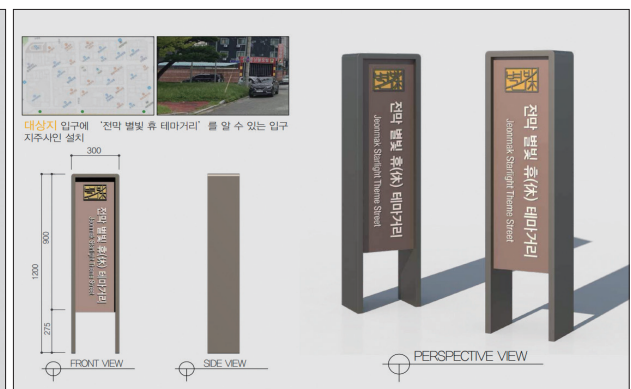 대상지 입구에 '전막 별빛 휴 테마거리' 를 알 수 있는 입구
지주사인 설치
300
1200
900
275
전막 별빛 휴(休) 테마거리
Jeonmak Starlight Theme Street
FRONT VIEW
SIDE VIEW
전막 별빛 휴(休) 테마거리
Jeonmak Starlight Theme Street
전막 별빛 휴(休) 테마거리
Jeonmak Starlight Theme Street
PERSPECTIVE VIEW